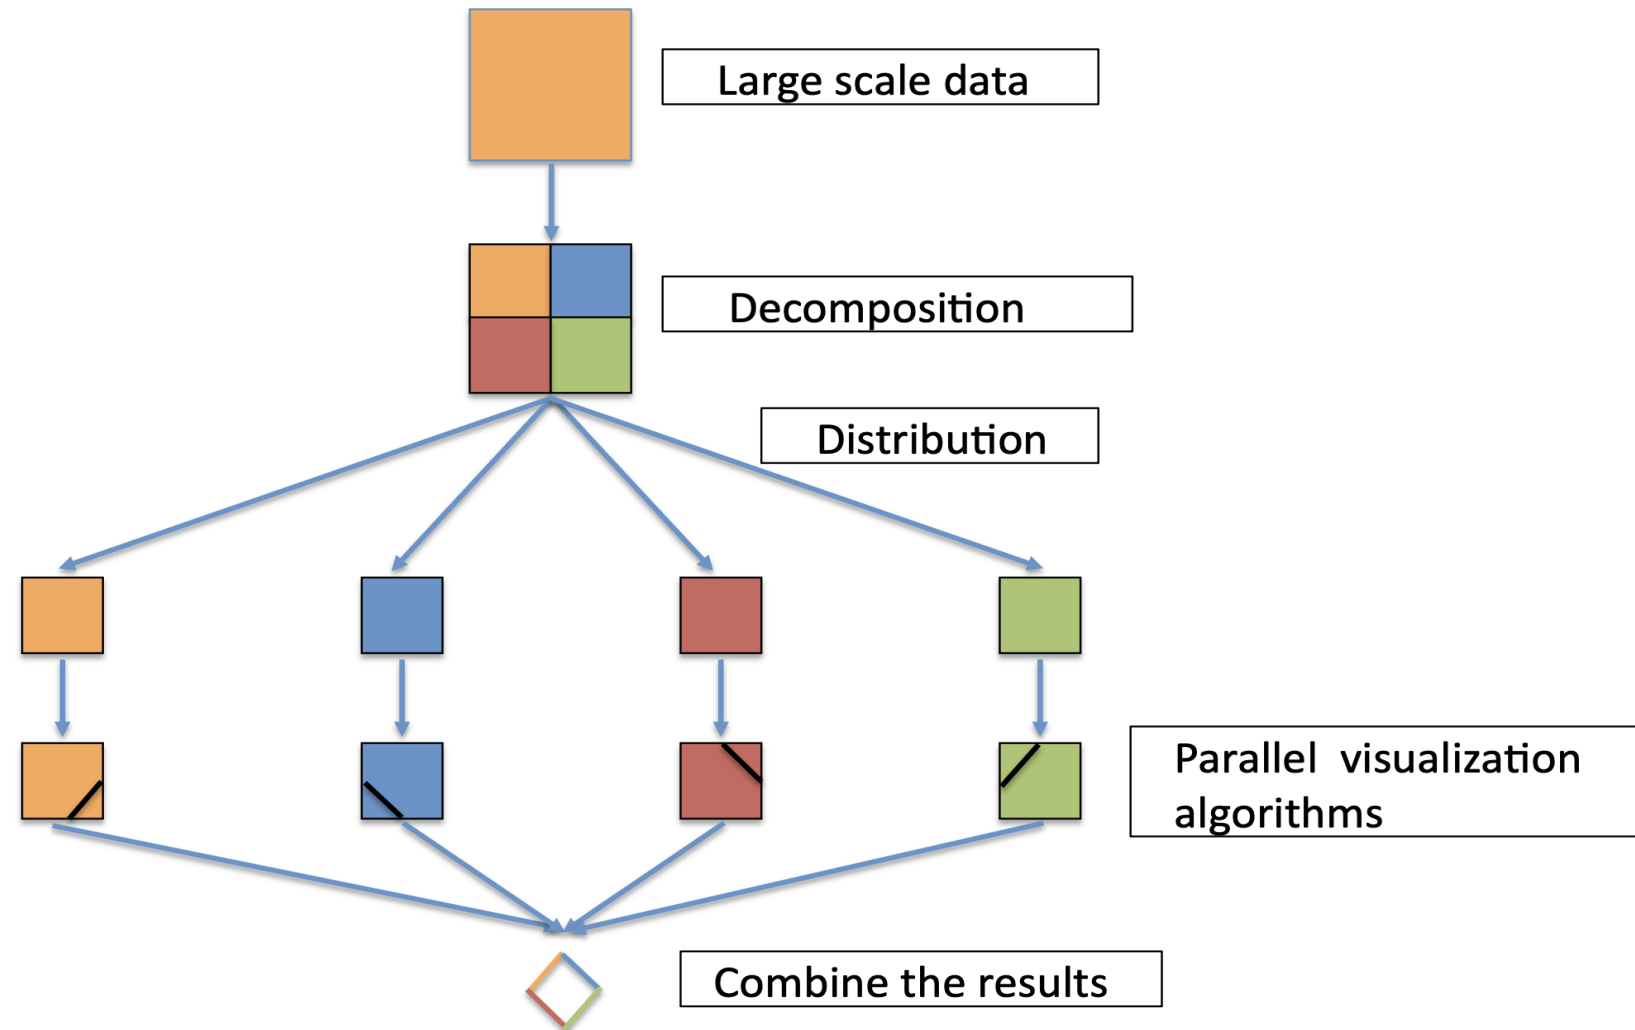 Large scale data
Decomposition
Distribution
Parallel visualization
algorithms
Combine the results